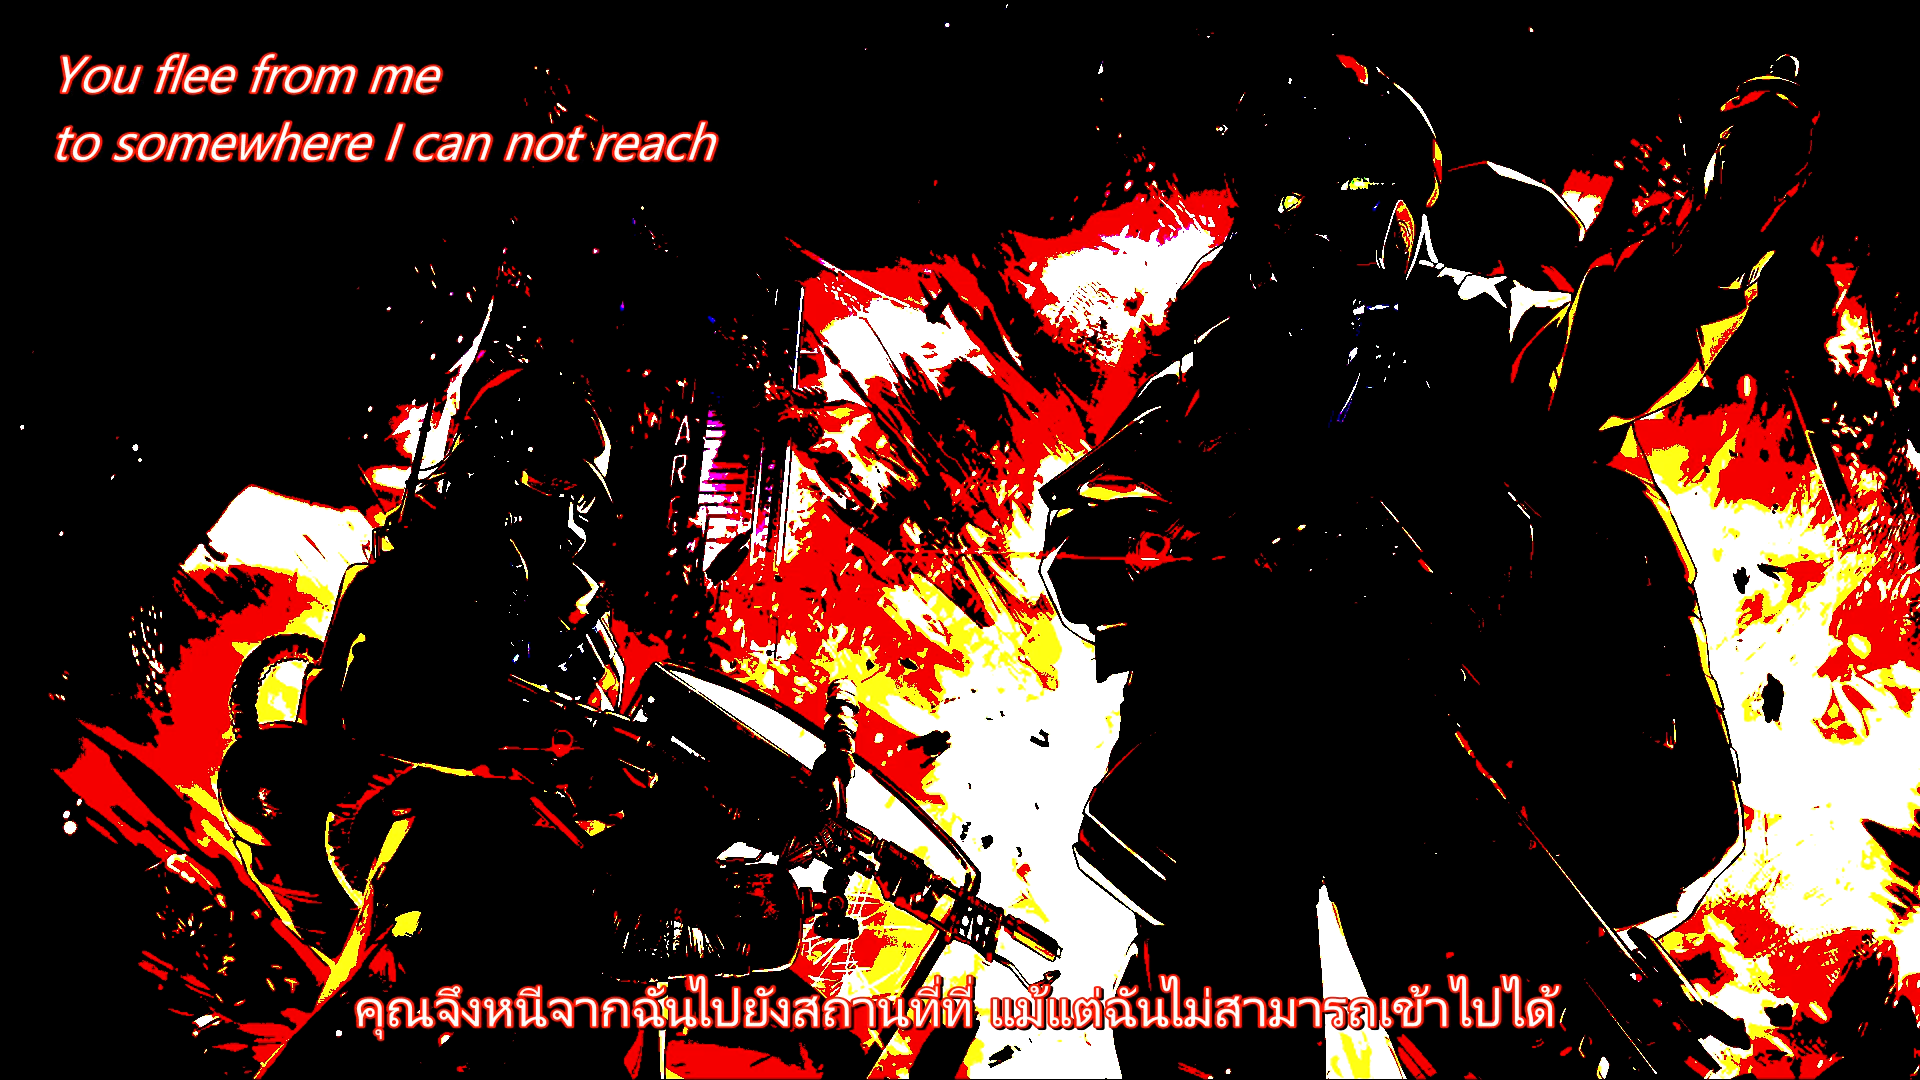 You flee from me
to somewhere I can not reach
คุณจึงหนีจากฉันไปยังสถานที่ที่ แม้แต่ฉันไม่สามารถเข้าไปได้